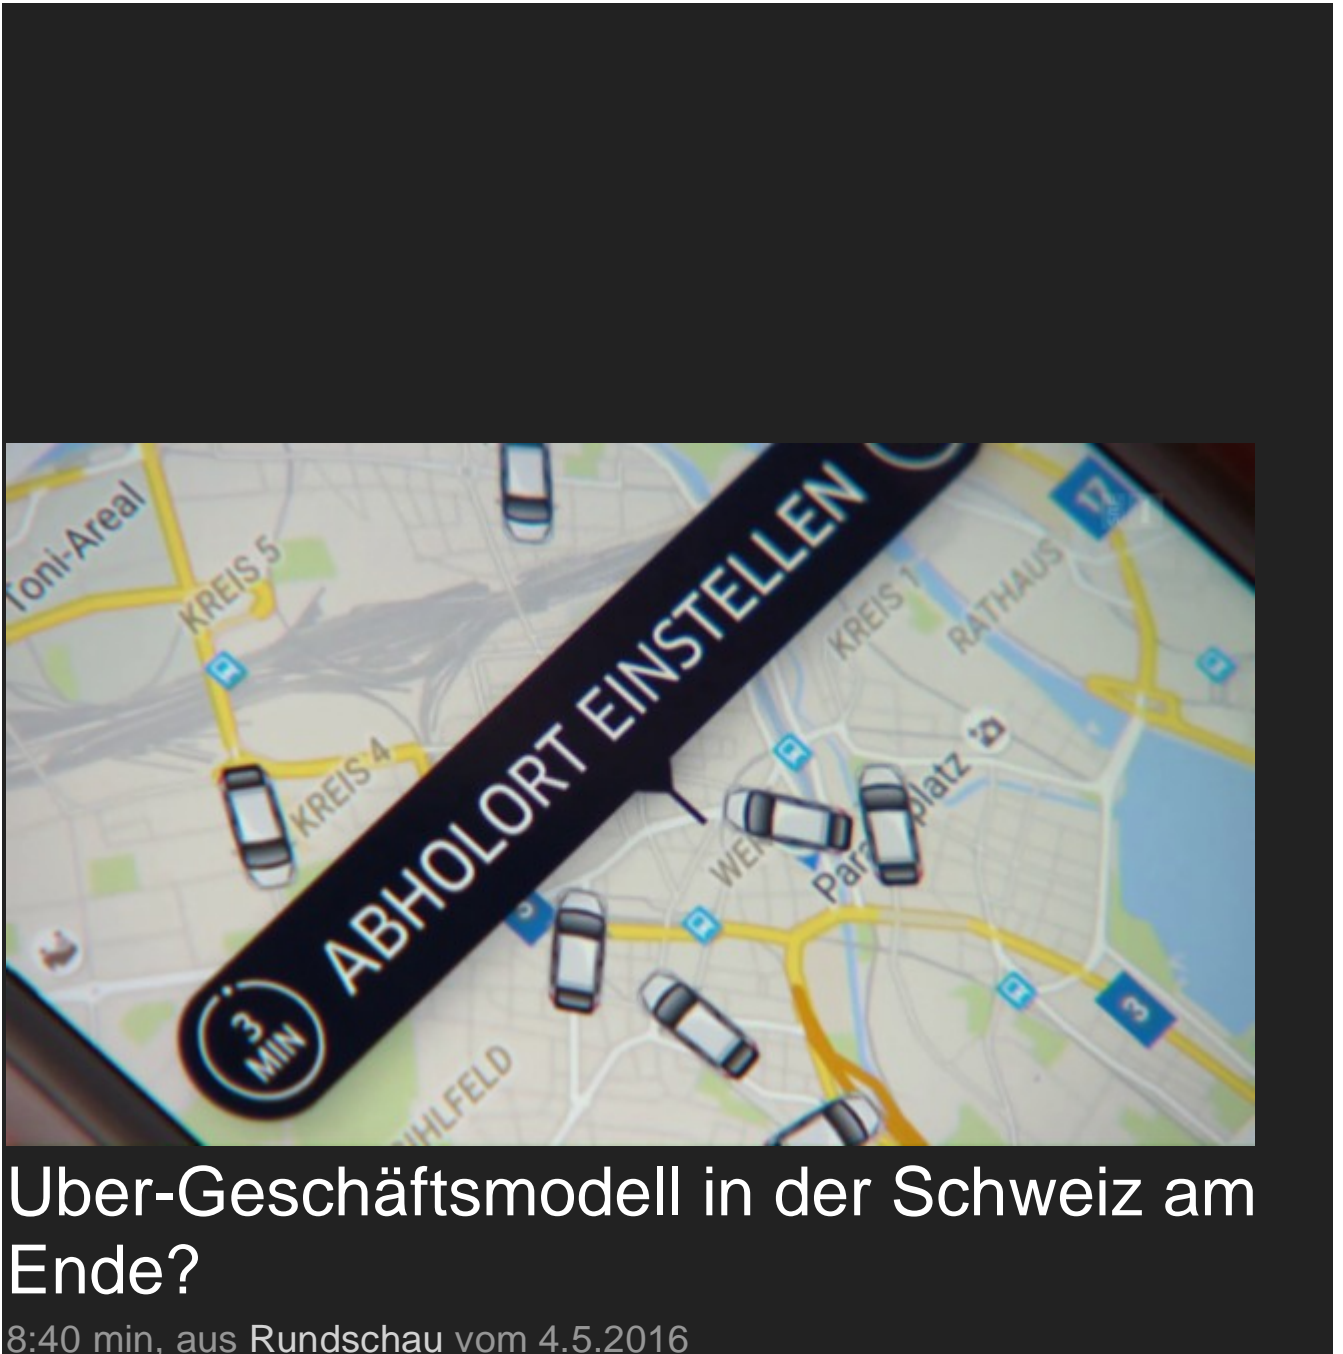 Toni-Areal
KREIS 5
KREIS 4
ABHOLORT EINSTELLEN
3
MIN
KREIS 1
RATHAUS
17
3
Uber-Geschäftsmodell in der Schweiz am
Ende?
8:40 min, aus Rundschau vom 4.5.2016